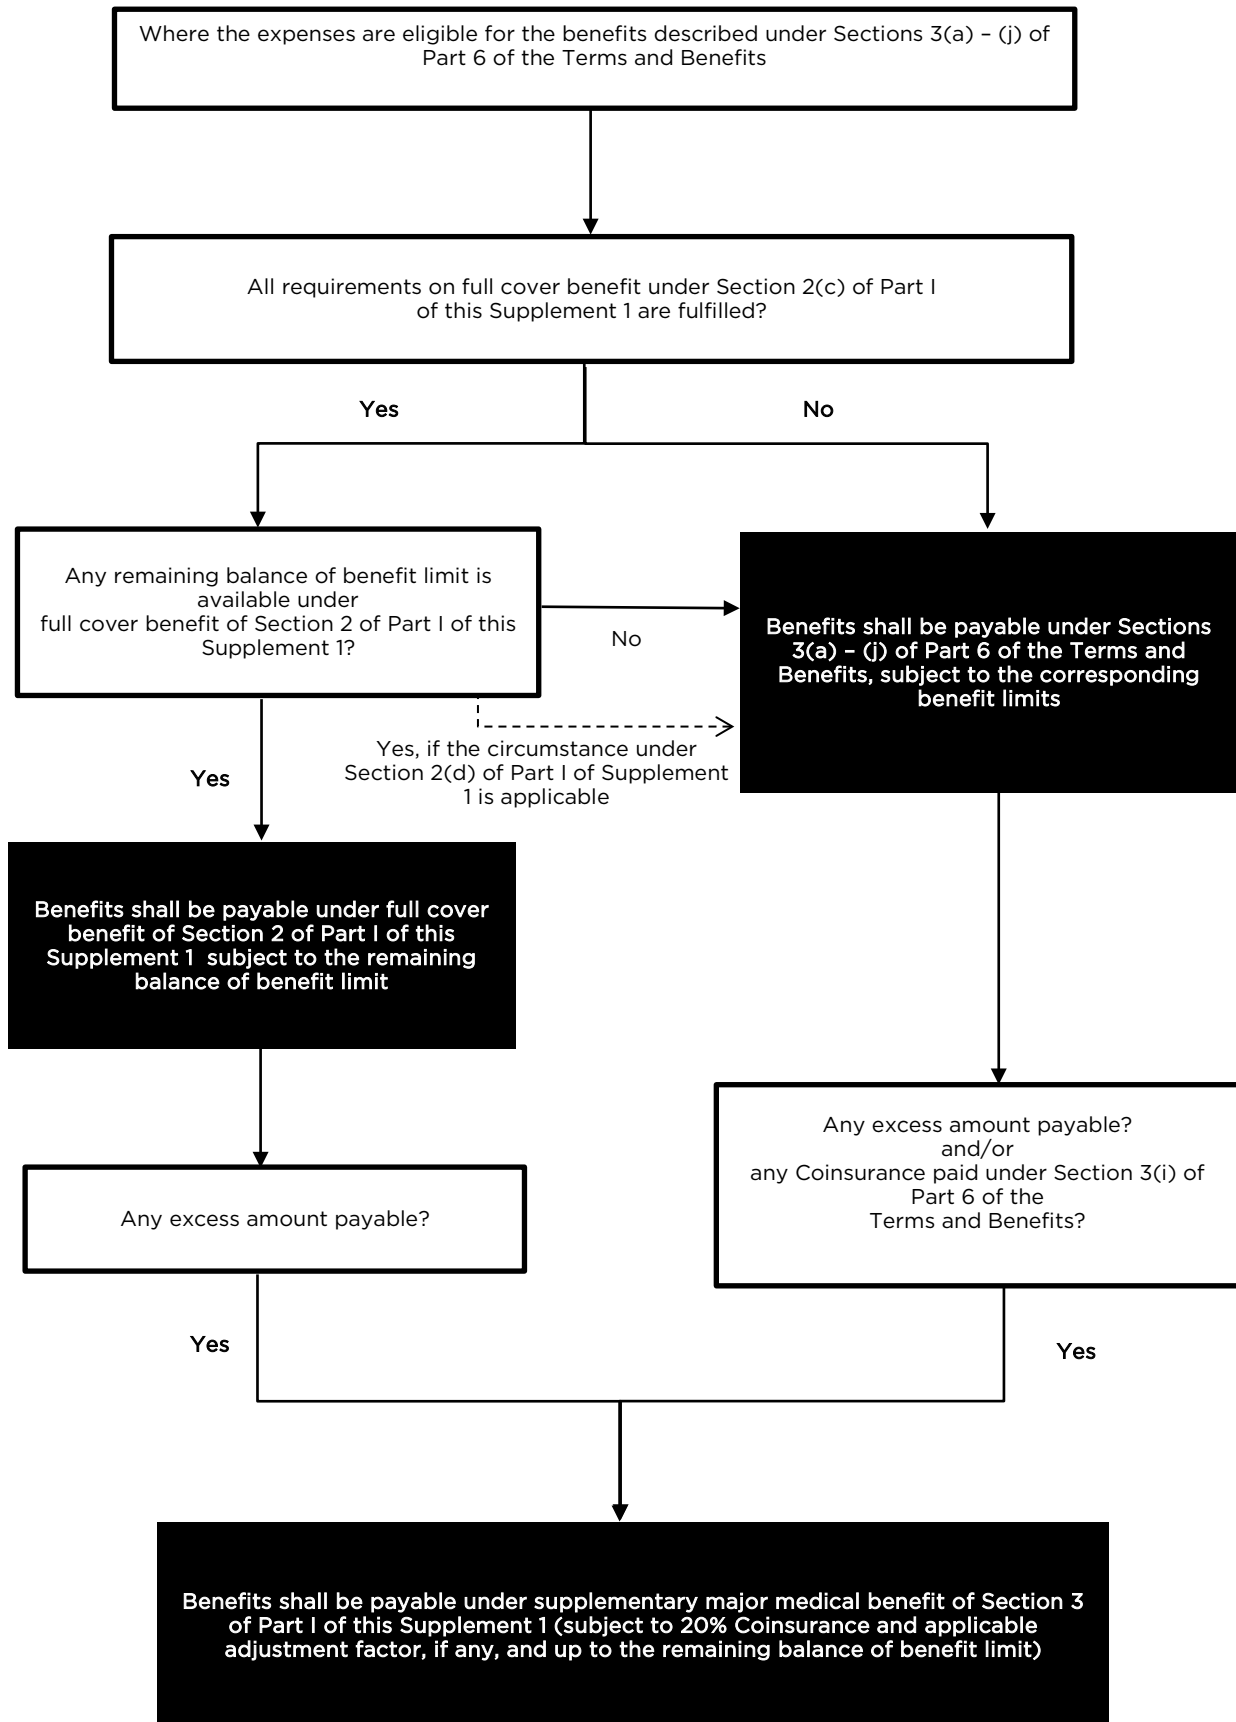 Where the expenses are eligible for the benefits described under Sections 3(a) – (j) of
Part 6 of the Terms and Benefits
All requirements on full cover benefit under Section 2(c) of Part I
of this Supplement 1 are fulfilled?
Yes
No
Any remaining balance of benefit limit is
available under
full cover benefit of Section 2 of Part I of this
Supplement 1?
No
Benefits shall be payable under Sections
3(a) – (j) of Part 6 of the Terms and
Benefits, subject to the corresponding
benefit limits
Yes, if the circumstance under
Section 2(d) of Part I of Supplement
1 is applicable
Yes
Benefits shall be payable under full cover
benefit of Section 2 of Part I of this
Supplement 1 subject to the remaining
balance of benefit limit
Any excess amount payable?
and/or
any Coinsurance paid under Section 3(i) of
Part 6 of the
Terms and Benefits?
Any excess amount payable?
Yes
Yes
Benefits shall be payable under supplementary major medical benefit of Section 3
of Part I of this Supplement 1 (subject to 20% Coinsurance and applicable
adjustment factor, if any, and up to the remaining balance of benefit limit)